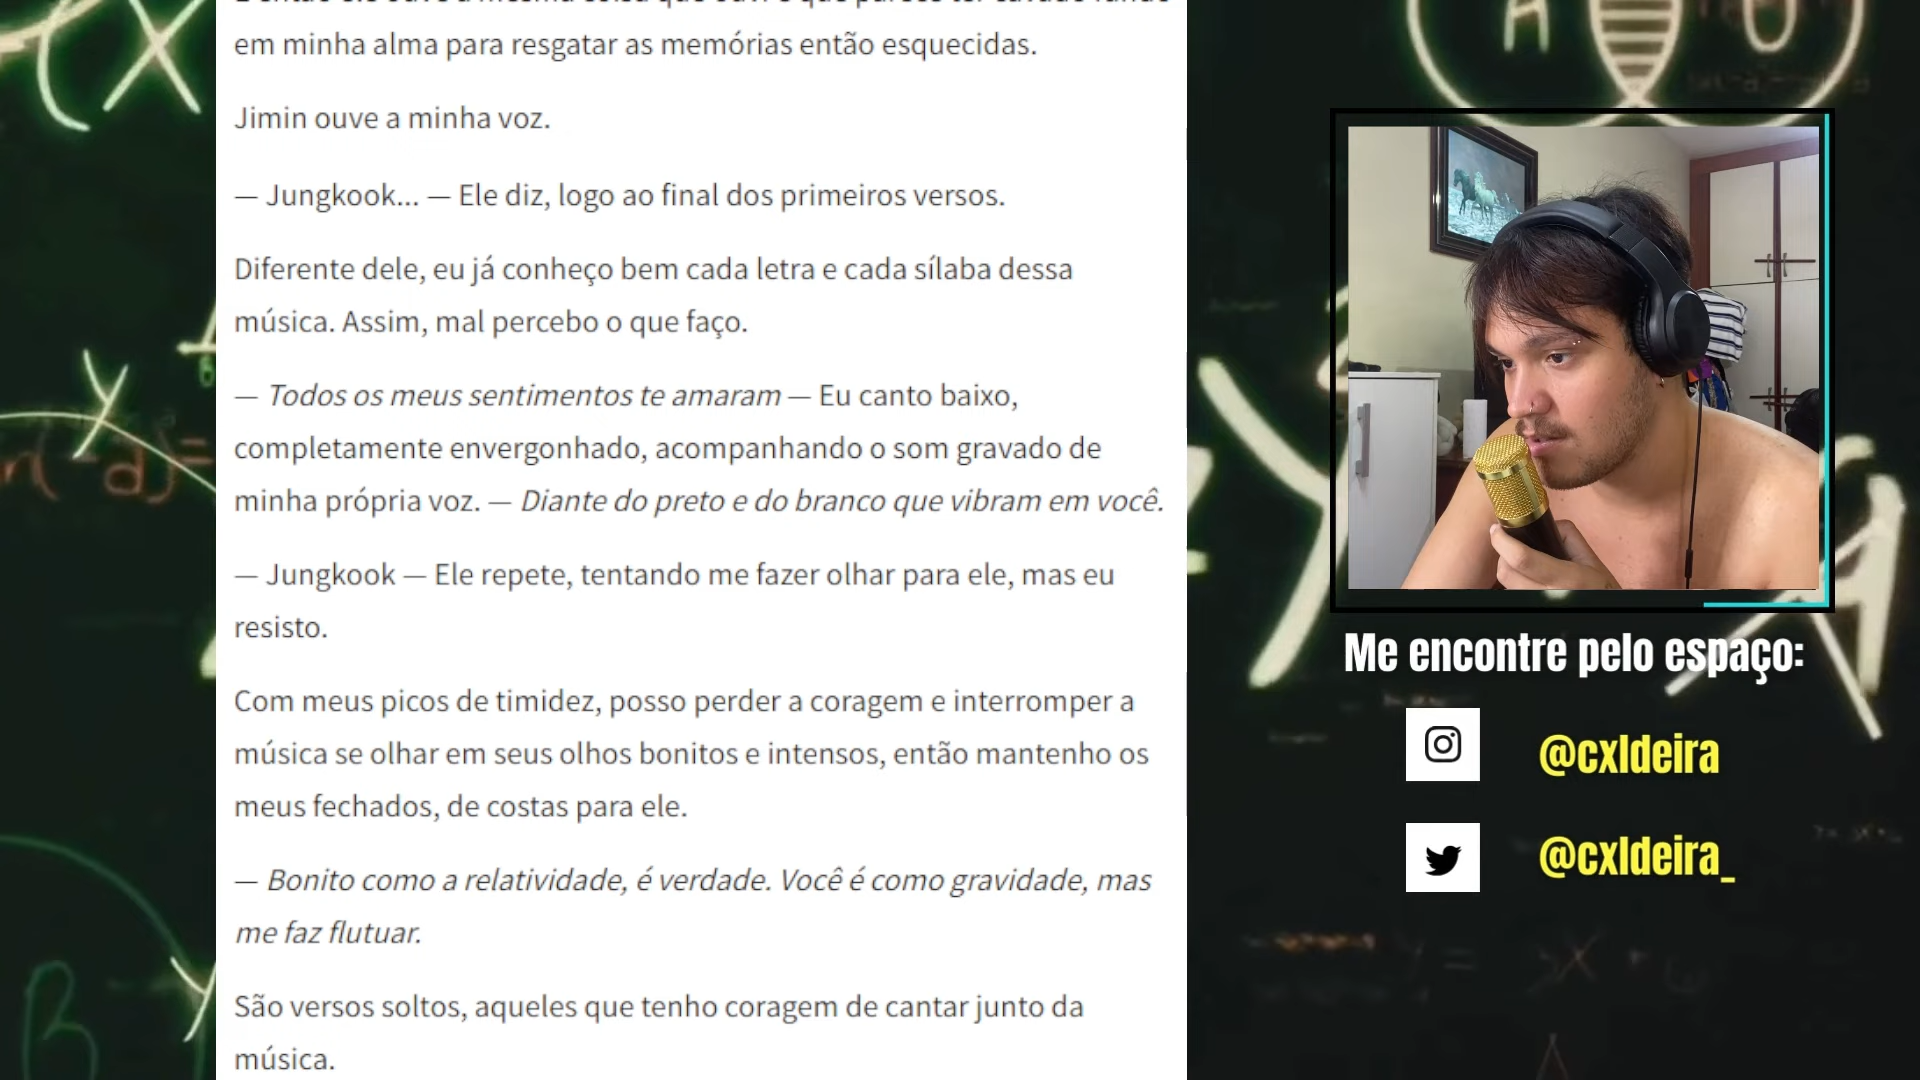 em minha alma para resgatar as memórias então esquecidas.
Jimin ouve a minha voz.
— Jungkook... — Ele diz, logo ao final dos primeiros versos.
Diferente dele, eu já conheço bem cada letra e cada sílaba dessa
música. Assim, mal percebo o que faço.
— Todos os meus sentimentos te amaram — Eu canto baixo,
completamente envergonhado, acompanhando o som gravado de
minha própria voz. — Diante do preto e do branco que vibram em você.
— Jungkook — Ele repete, tentando me fazer olhar para ele, mas eu
resisto.
Com meus picos de timidez, posso perder a coragem e interromper a
música se olhar em seus olhos bonitos e intensos, então mantenho os
meus fechados, de costas para ele.
— Bonito como a relatividade, é verdade. Você é como gravidade, mas
me faz flutuar.
São versos soltos, aqueles que tenho coragem de cantar junto da
música.
Me encontre pelo espaço:
@cxldeira
@cxldeira_